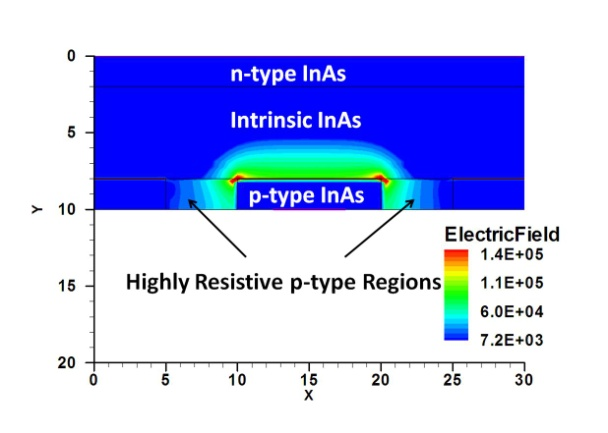 0
n-type InAs
Intrinsic InAs
5
p-type InAs
10
Y
ElectricField
1.4E+05
1.1E+05
6.0E+04
7.2E+03
Highly Resistive p-type Regions
15
20
0 5 10 15 20 25 30
X